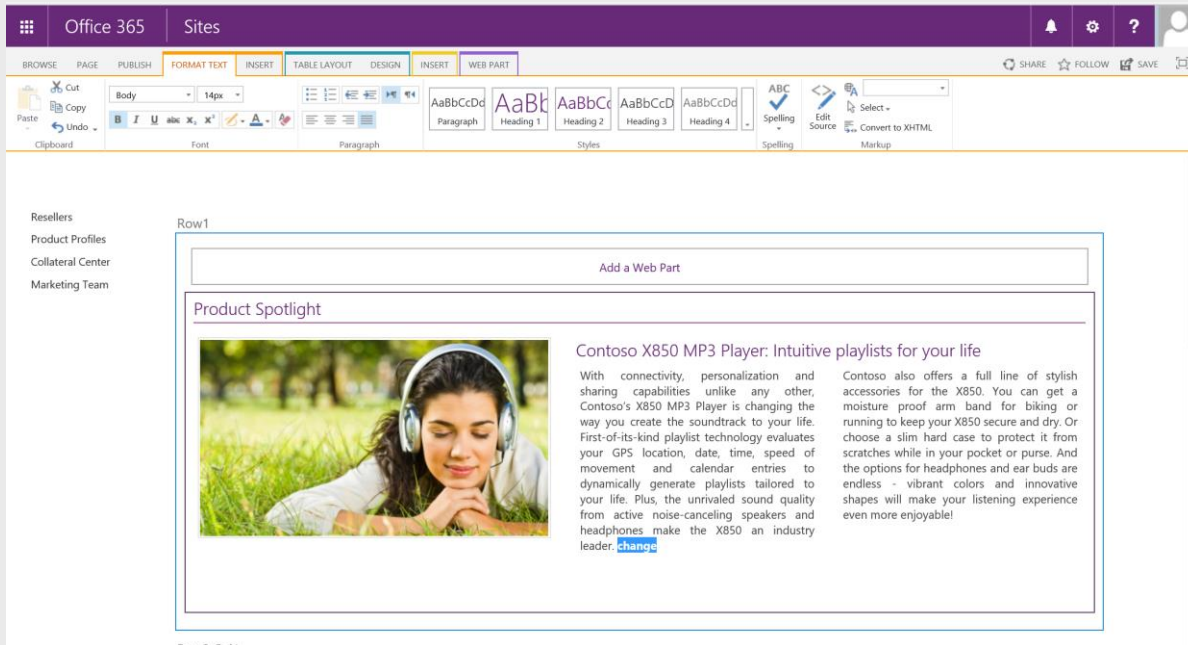 Office 365 Sites ?
BROWSE PAGE PUBLISH FORMAT TEXT INSERT TABLE LAYOUT DESIGN INSERT WEB PART SHARE FOLLOW SAVE
Paste
Cut
Copy
Undo
Clipboard
Body 14px
B I U abc x₂ x² A
Font
Paragraph
AaBbCcDd Paragraph
AaBb Heading 1
AaBbCc Heading 2
AaBbCcD Heading 3
AaBbCcDd Heading 4
Styles
ABC
Spelling
Spelling
Edit Source
Select
Convert to XHTML
Markup
Resellers
Product Profiles
Collateral Center
Marketing Team
Row1
Add a Web Part
Product Spotlight
Contoso X850 MP3 Player: Intuitive playlists for your life
With connectivity, personalization and
sharing capabilities unlike any other,
Contoso's X850 MP3 Player is changing the
way you create the soundtrack to your life.
First-of-its-kind playlist technology evaluates
your GPS location, date, time, speed of
movement and calendar entries to
dynamically generate playlists tailored to
your life. Plus, the unrivaled sound quality
from active noise-canceling speakers and
headphones make the X850 an industry
leader. change
Contoso also offers a full line of stylish
accessories for the X850. You can get a
moisture proof arm band for biking or
running to keep your X850 secure and dry. Or
choose a slim hard case to protect it from
scratches while in your pocket or purse. And
the options for headphones and ear buds are
endless - vibrant colors and innovative
shapes will make your listening experience
even more enjoyable!